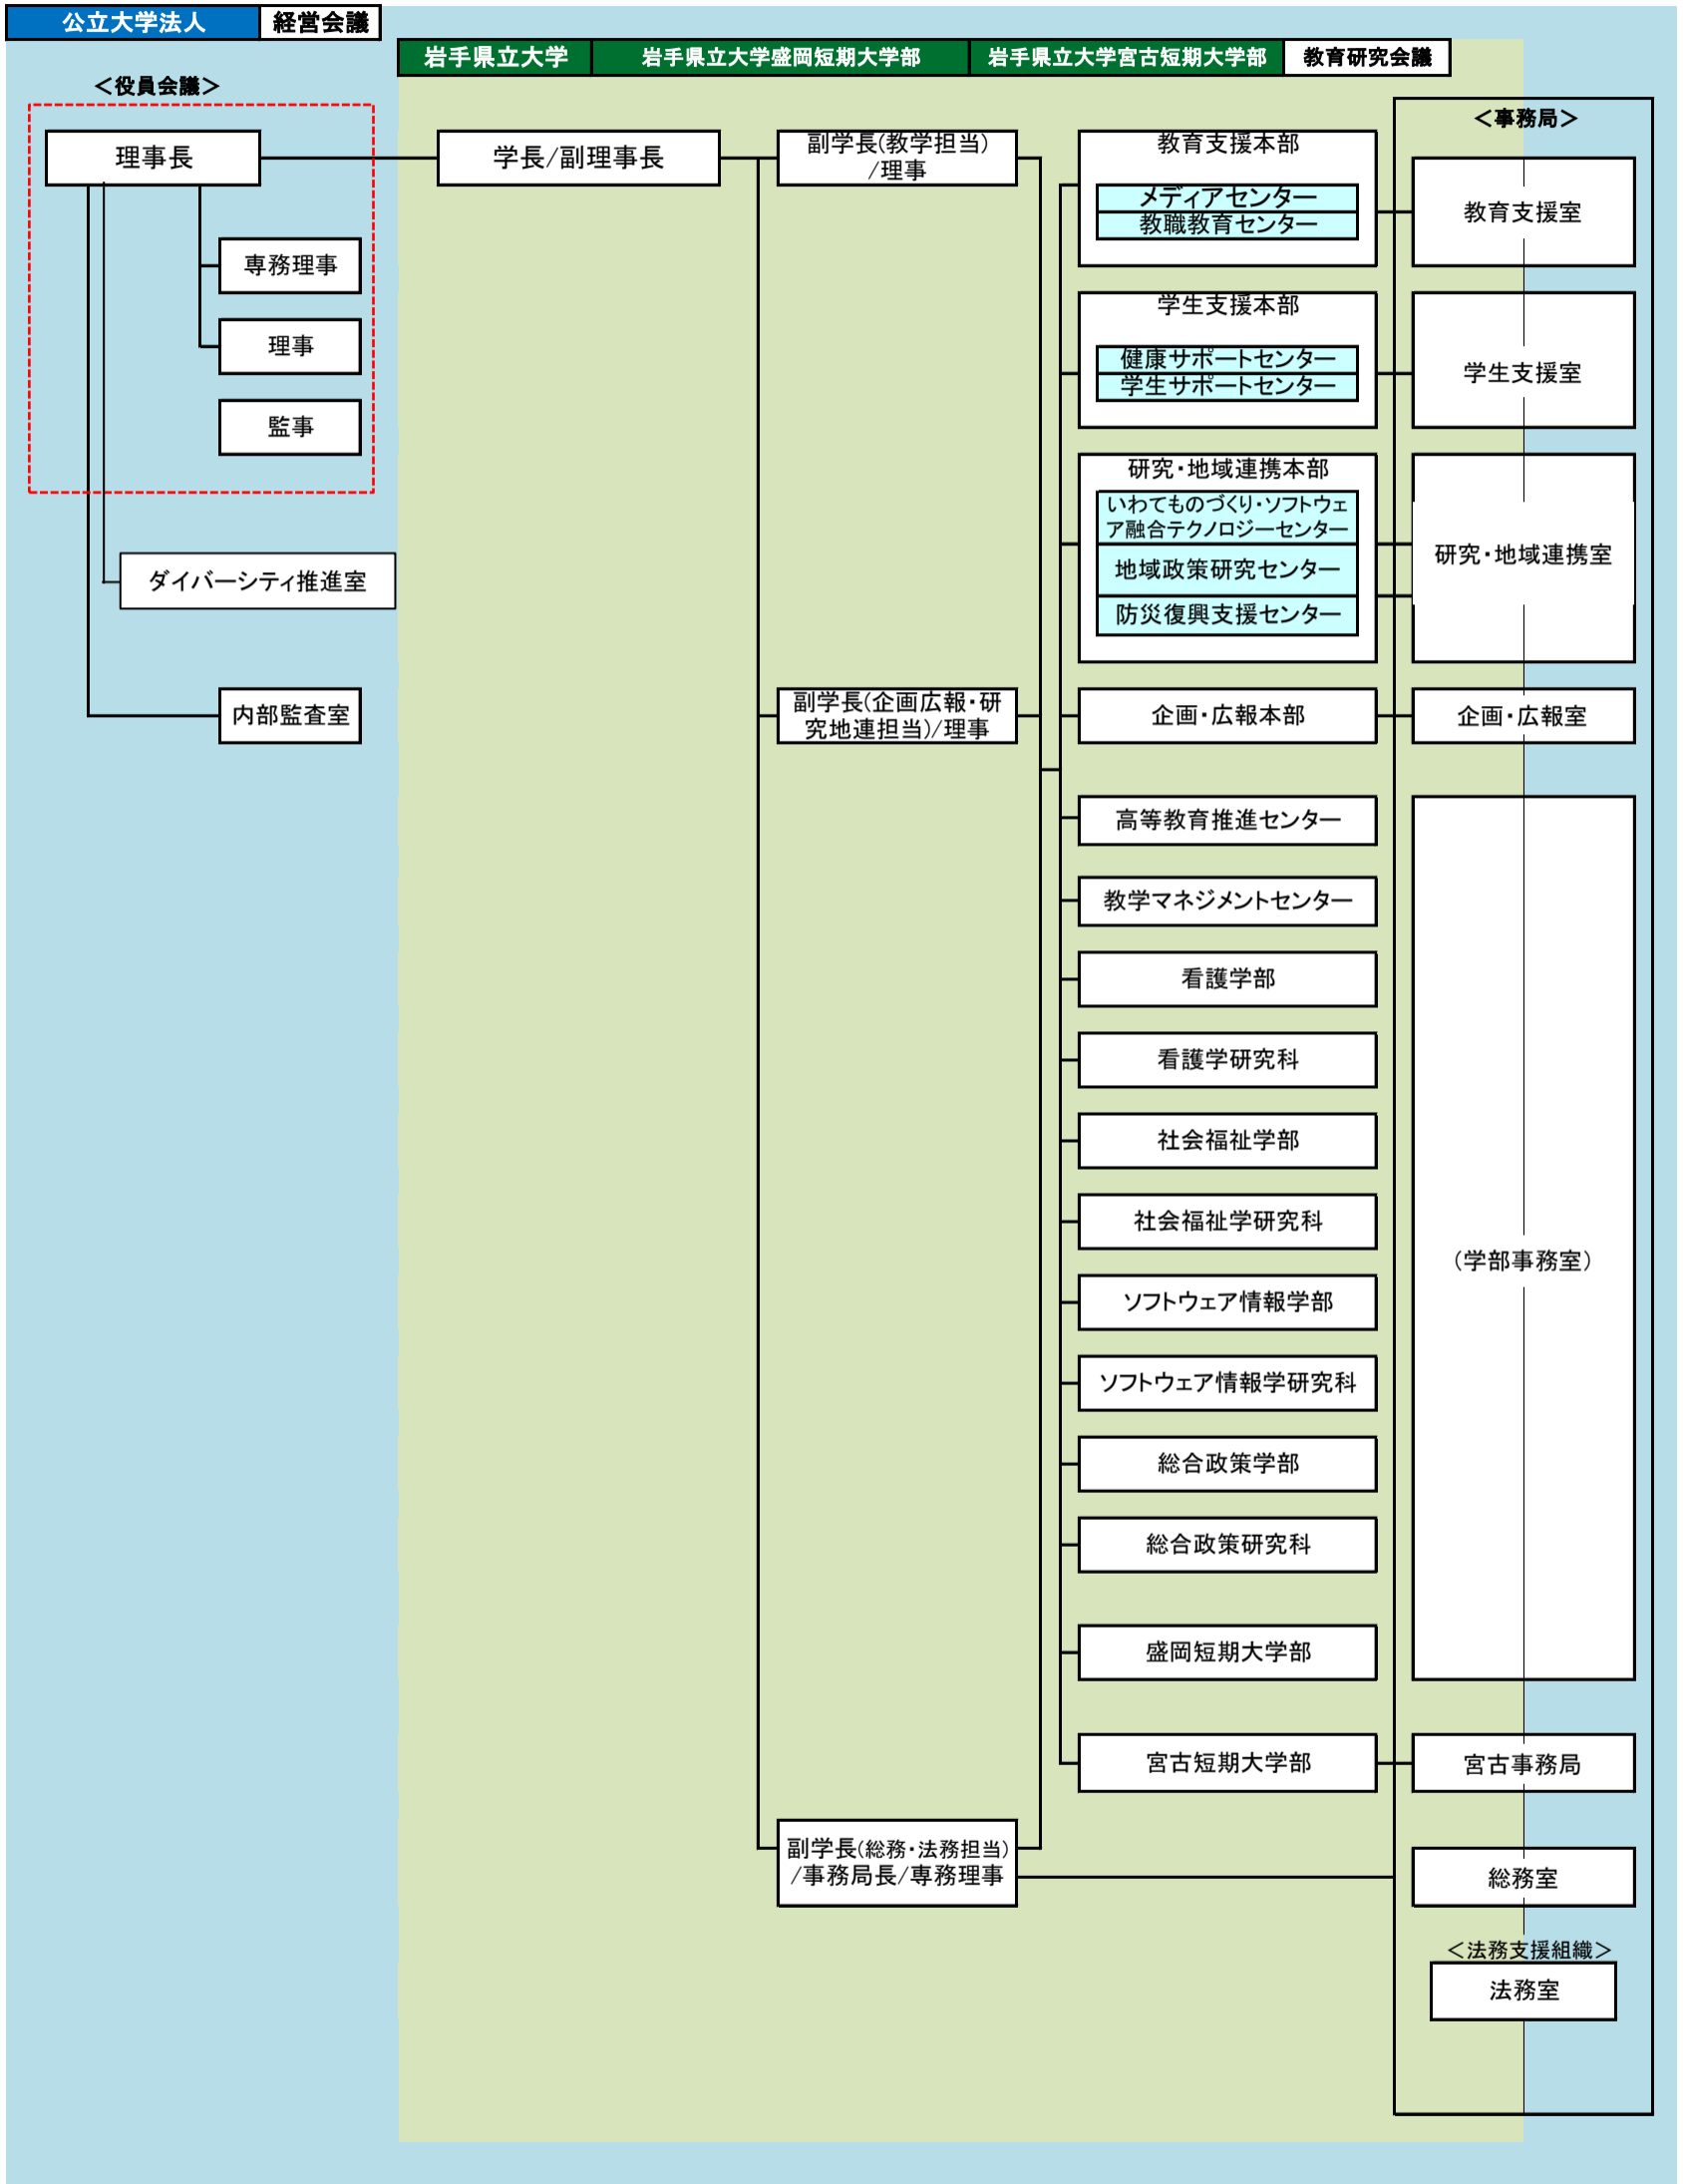 公立大学法人
経営会議
岩手県立大学
岩手県立大学盛岡短期大学部
岩手県立大学宮古短期大学部
教育研究会議
＜役員会議＞
理事長
専務理事
理事
監事
ダイバーシティ推進室
内部監査室
学長/副理事長
副学長(教学担当)
/理事
副学長(企画広報・研
究地連担当)/理事
副学長(総務・法務担当)
/事務局長/専務理事
教育支援本部
メディアセンター
教職教育センター
学生支援本部
健康サポートセンター
学生サポートセンター
研究・地域連携本部
いわてものづくり・ソフトウェ
ア融合テクノロジーセンター
地域政策研究センター
防災復興支援センター
企画・広報本部
高等教育推進センター
教学マネジメントセンター
看護学部
看護学研究科
社会福祉学部
社会福祉学研究科
ソフトウェア情報学部
ソフトウェア情報学研究科
総合政策学部
総合政策研究科
盛岡短期大学部
宮古短期大学部
＜事務局＞
教育支援室
学生支援室
研究・地域連携室
企画・広報室
（学部事務室）
宮古事務局
総務室
＜法務支援組織＞
法務室